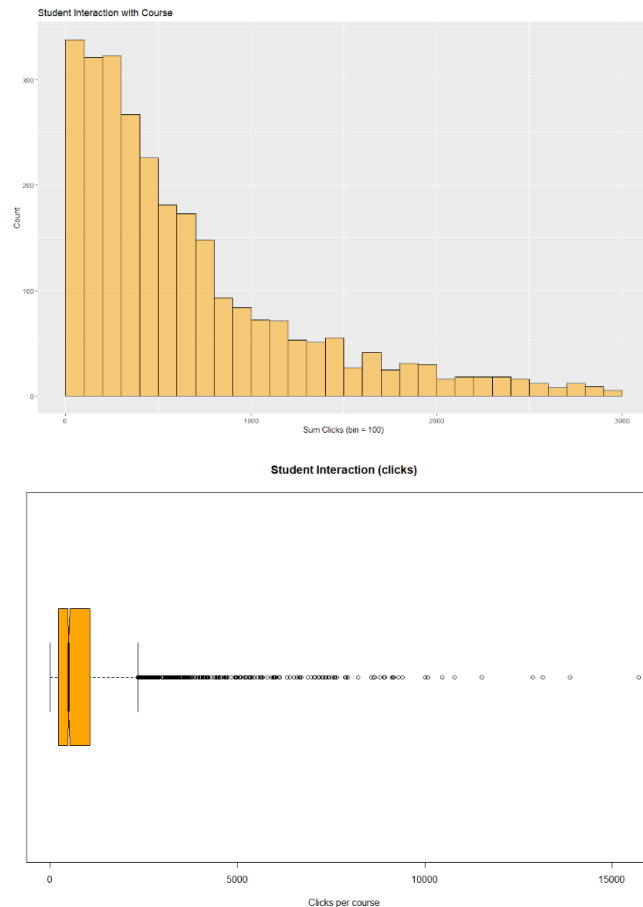 Student Interaction with Course
300
200
Count
100
0
0 1000 2000 3000
Sum Clicks (bin = 100)
Student Interaction (clicks)
0 5000 10000 15000
Clicks per course